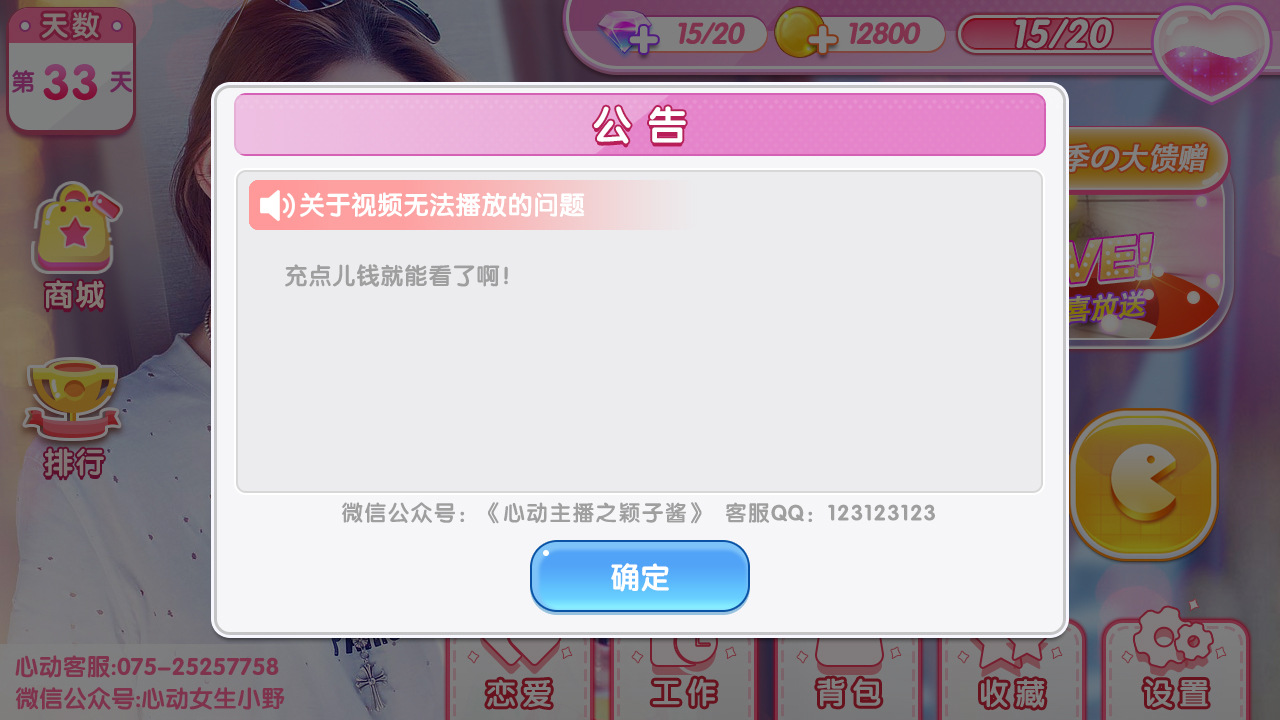 天数
第 33 天
15/20
12800
15/20
公告
关于视频无法播放的问题
充点儿钱就能看了啊！
微信公众号：《心动主播之颖子酱》 客服QQ：123123123
确定
季の大馈赠
VE!
喜放送
商城
排行
心动客服:075-25257758
微信公众号:心动女生小野
恋爱
工作
背包
收藏
设置